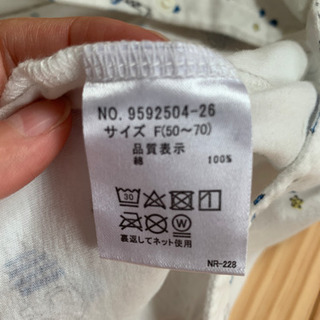 NO. 9592504-26
サイズ F(50〜70)
品質表示
綿 100%
30
W
裏返してネット使用
NR-228